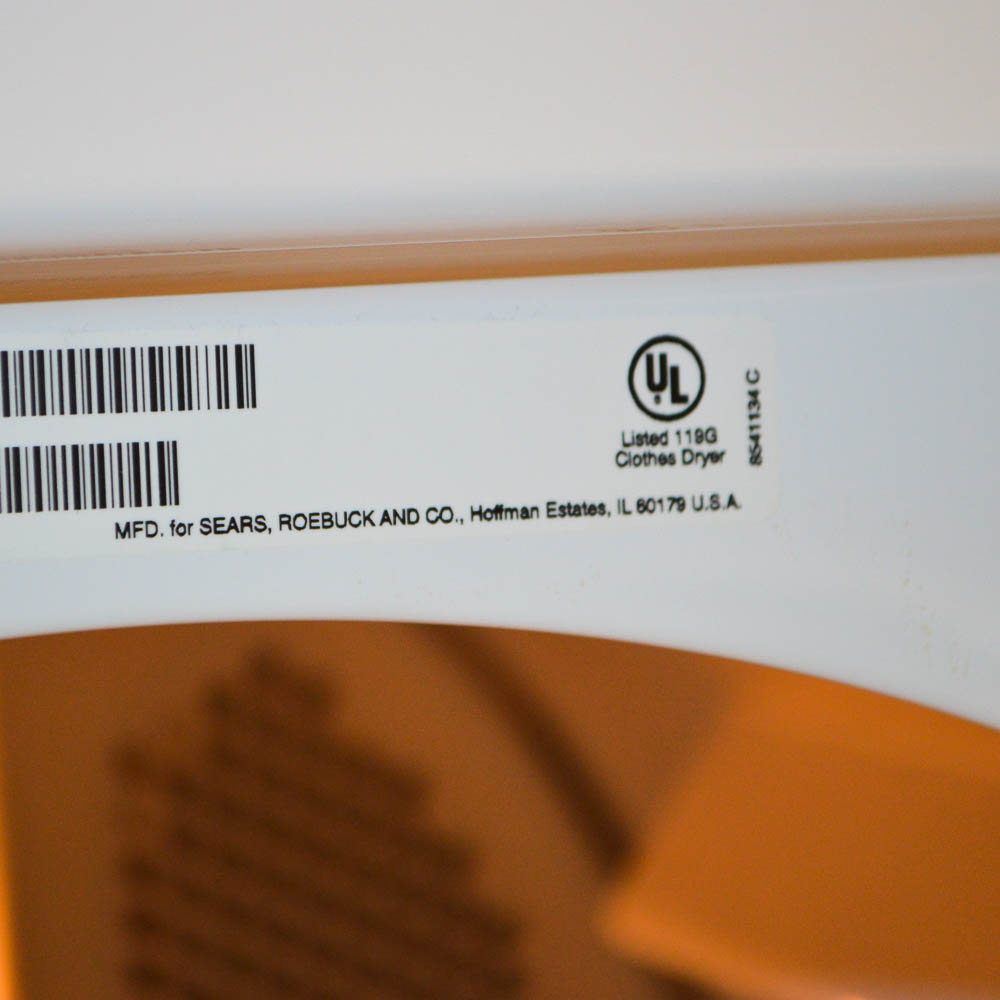 UL
®
Listed 119G
Clothes Dryer
8541134 C
MFD. for SEARS, ROEBUCK AND CO., Hoffman Estates, IL 60179 U.S.A.